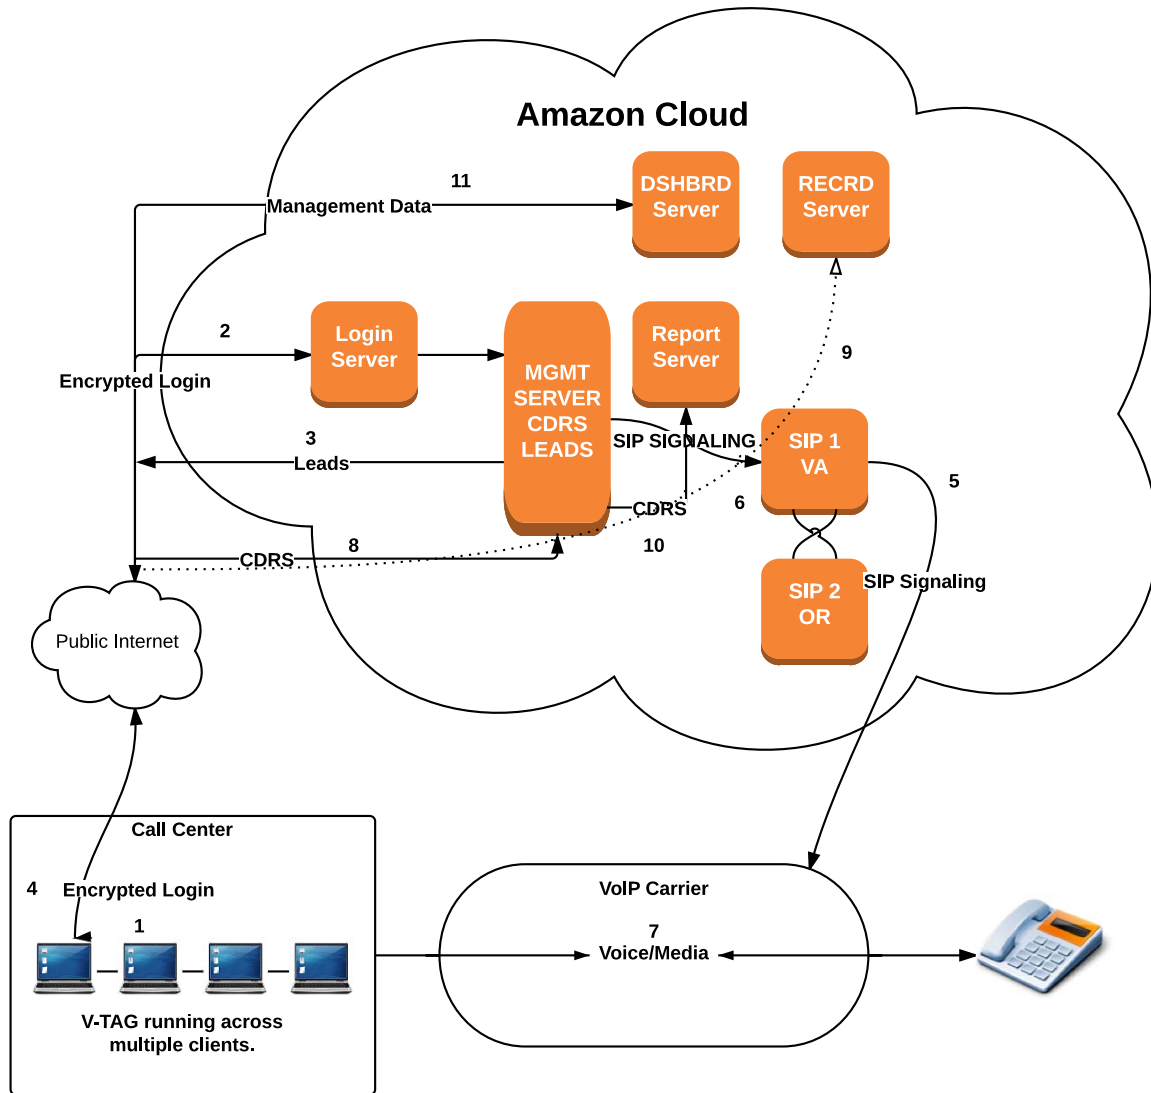 Amazon Cloud
11
Management Data
DSHBRD
Server
RECRD
Server
2
Encrypted Login
Login
Server
MGMT
SERVER
CDRS
LEADS
Report
Server
9
3
Leads
SIP SIGNALING
SIP 1
VA
5
CDRS
6
8
CDRS
10
SIP 2
OR
SIP Signaling
Public Internet
Call Center
4
Encrypted Login
1
V-TAG running across
multiple clients.
VoIP Carrier
7
Voice/Media